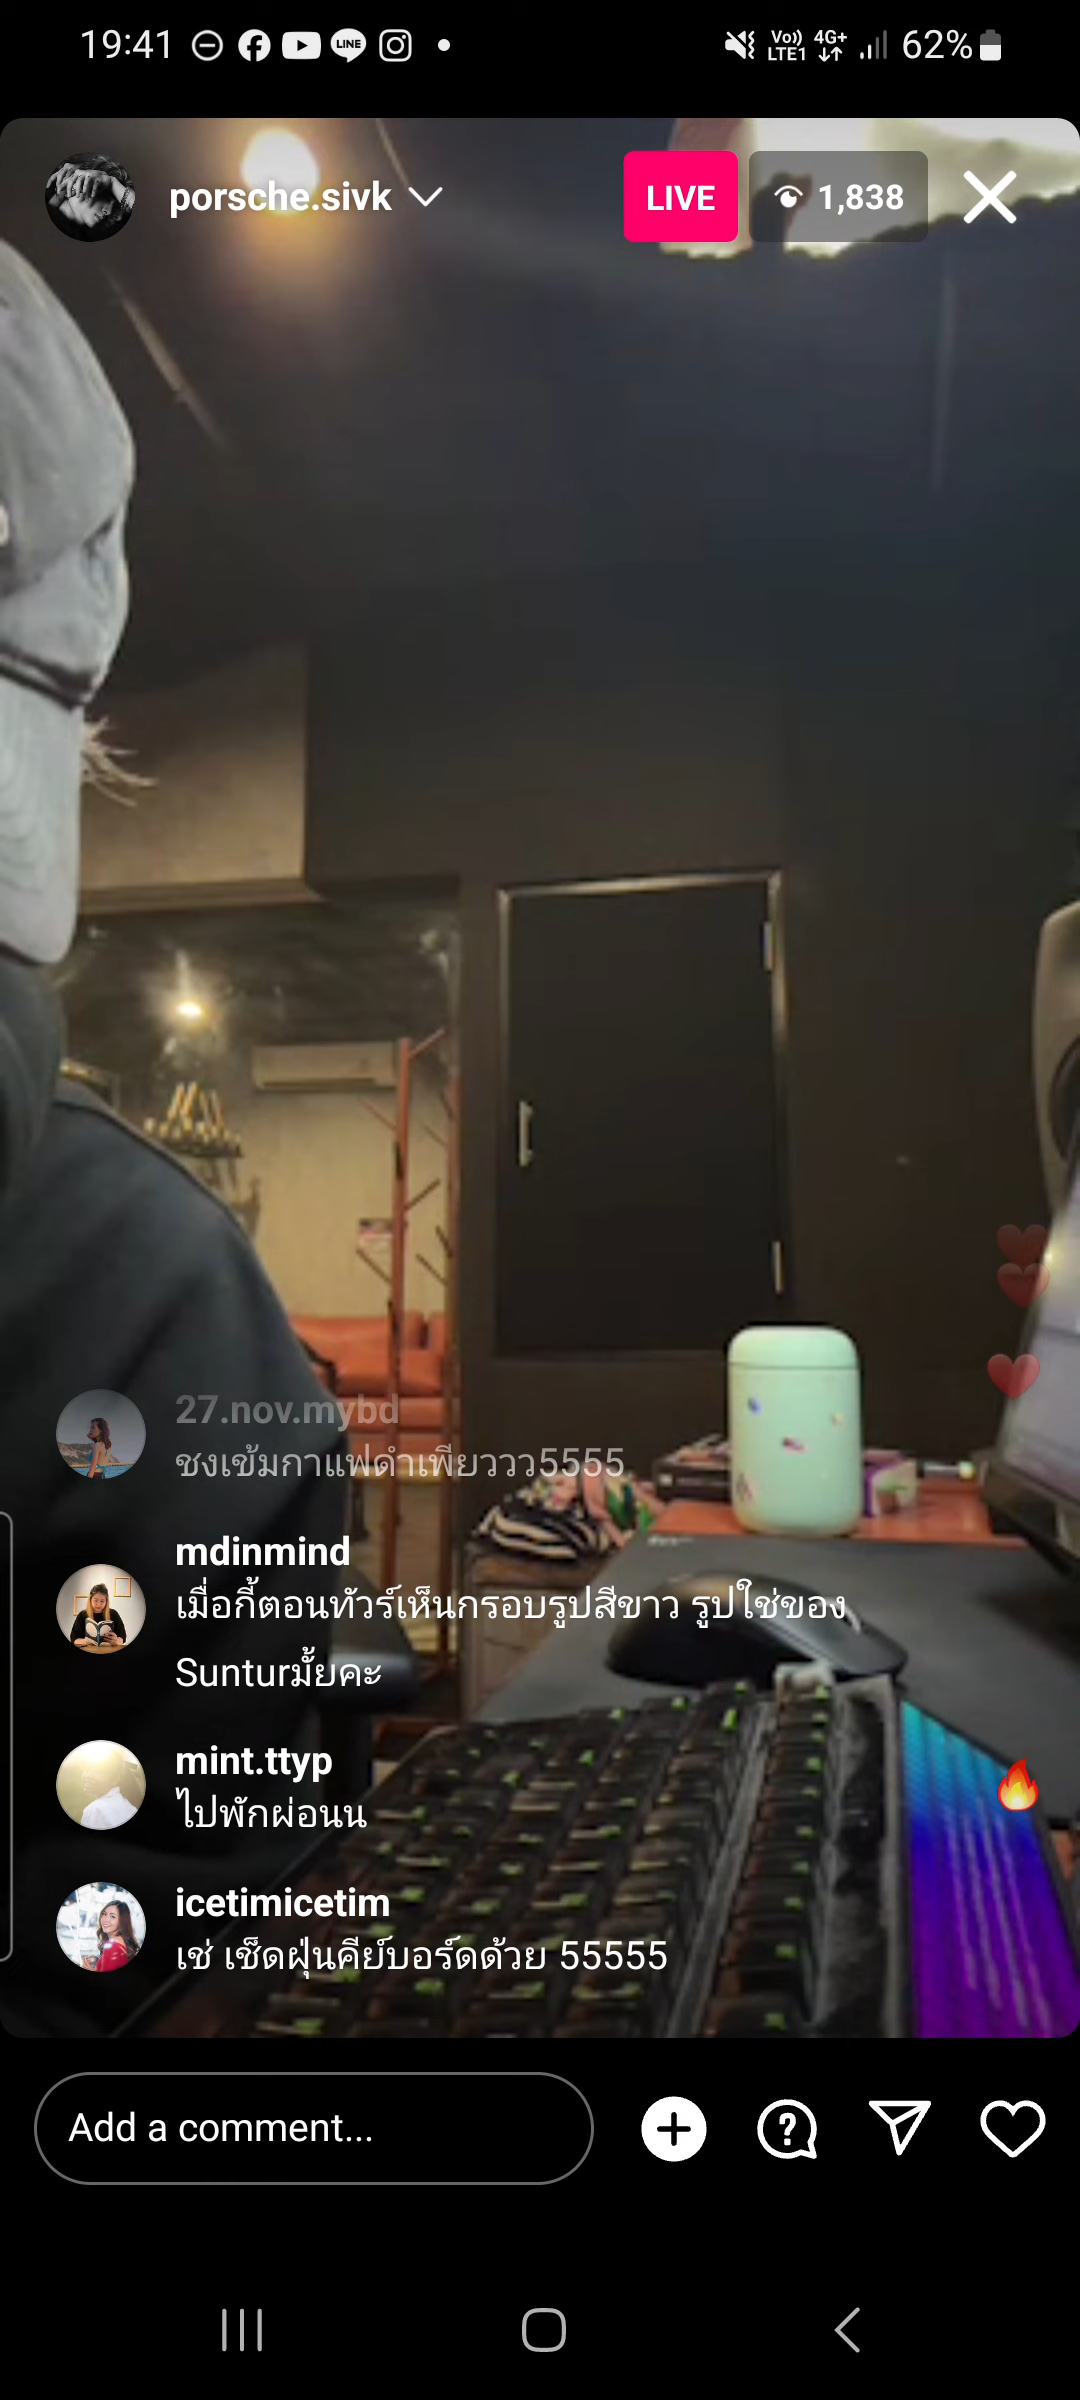 19:41
LINE
Vo)) LTE1
4G+
62%
porsche.sivk
LIVE
1,838
27.nov.mybd
ชงเข้มกาแฟดำเพียววว5555
mdinmind
เมื่อกี้ตอนทัวร์เห็นกรอบรูปสีขาว รูปใช่ของ
Sunturมั้ยคะ
mint.ttyp
ไปพักผ่อนน
icetimicetim
เช่ เช็ดฝุ่นคีย์บอร์ดด้วย 55555
Add a comment...